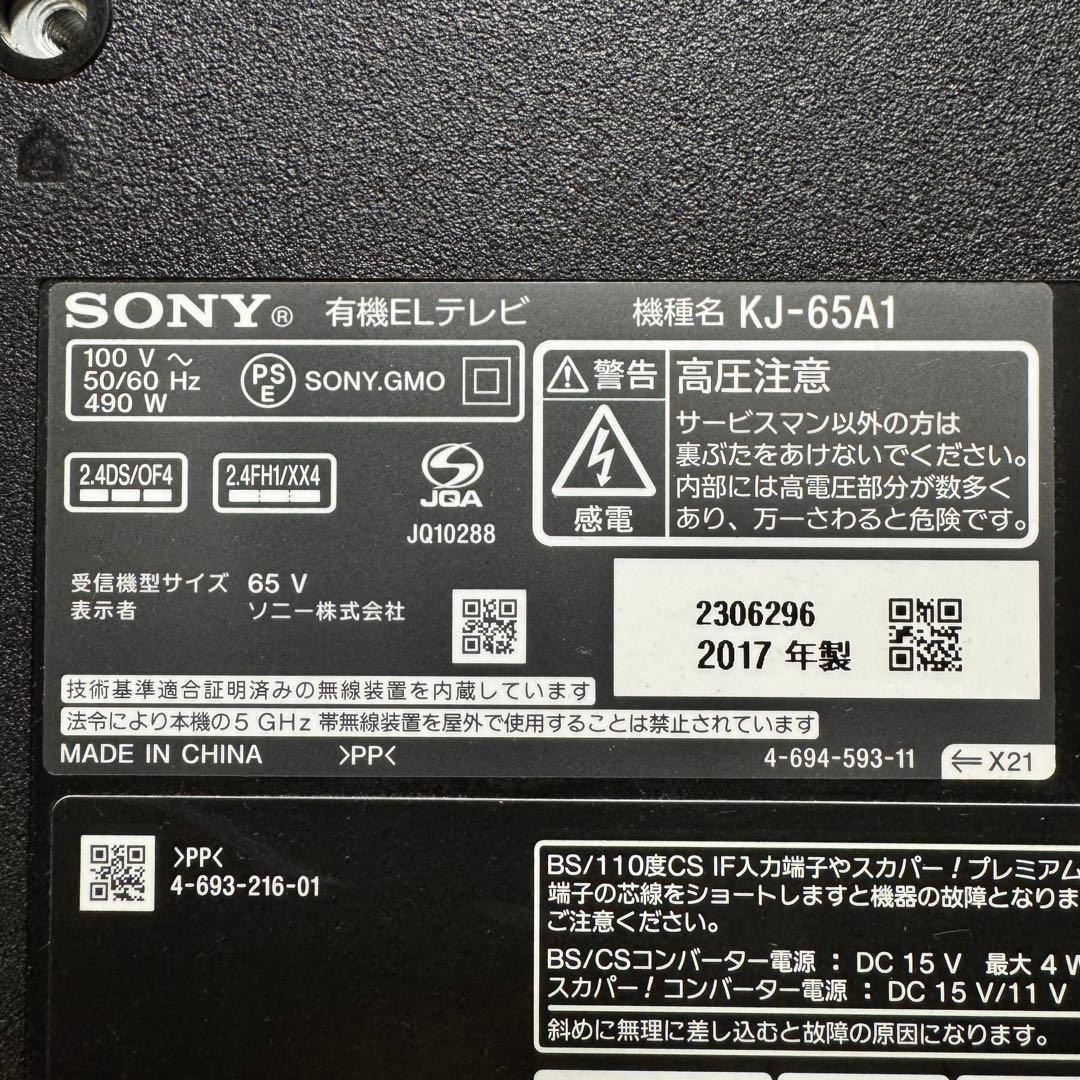 SONY® 有機ELテレビ 機種名 KJ-65A1
100 V ～
50/60 Hz
490 W
PSE SONY.GMO
警告 高圧注意
感電
サービスマン以外の方は
裏ぶたをあけないでください。
内部には高電圧部分が数多く
あり、万一さわると危険です。
2.4DS/OF4 2.4FH1/XX4
JQA
JQ10288
受信機型サイズ 65 V
表示者 ソニー株式会社
2306296
2017 年製
技術基準適合証明済みの無線装置を内蔵しています
法令により本機の5 GHz 帯無線装置を屋外で使用することは禁止されています
MADE IN CHINA >PP< 4-694-593-11 ⇐X21
>PP<
4-693-216-01
BS/110度CS IF入力端子やスカパー！プレミアム
端子の芯線をショートしますと機器の故障となりま
ご注意ください。
BS/CSコンバーター電源 : DC 15 V 最大 4 W
スカパー！コンバーター電源 : DC 15 V/11 V
斜めに無理に差し込むと故障の原因になります。